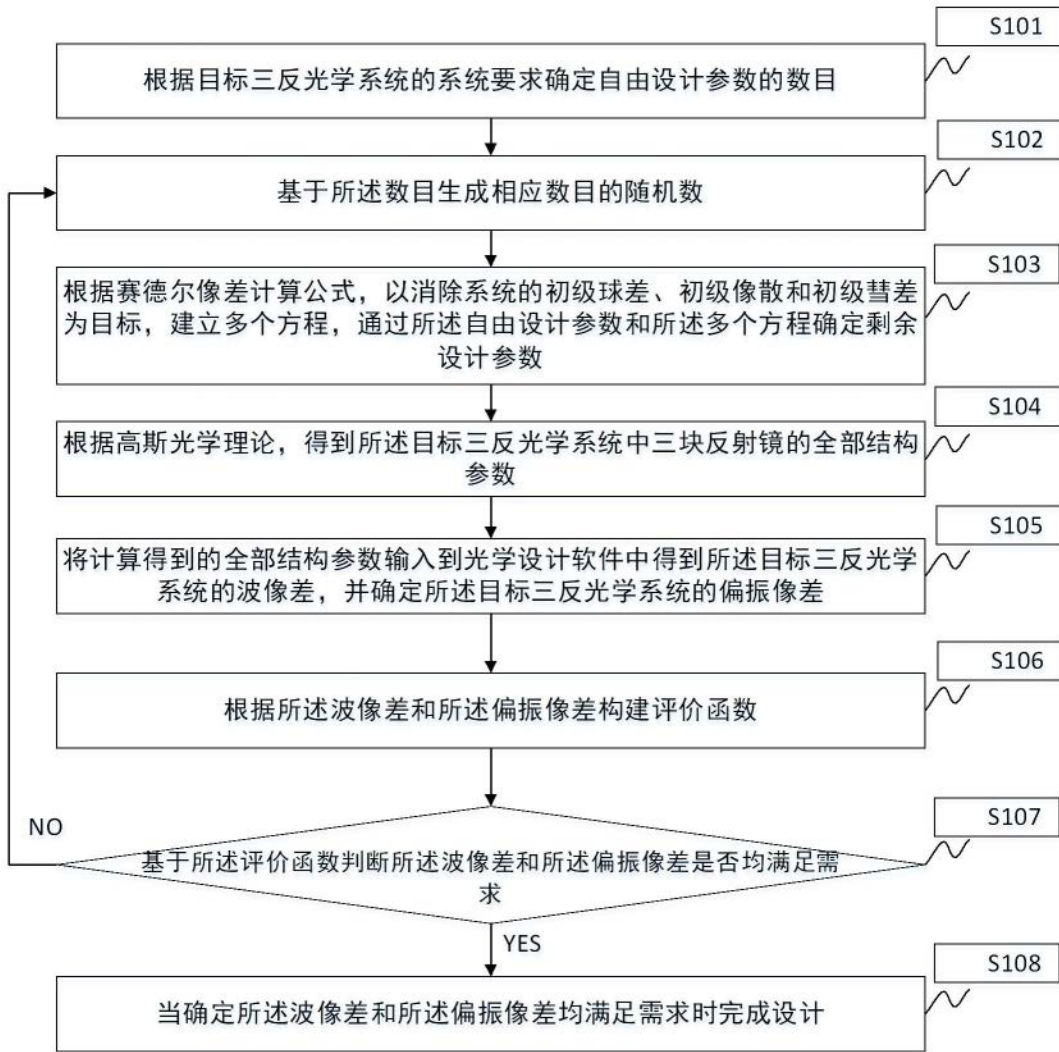 S101
根据目标三反光学系统的系统要求确定自由设计参数的数目
S102
基于所述数目生成相应数目的随机数
S103
根据赛德尔像差计算公式，以消除系统的初级球差、初级像散和初级彗差
为目标，建立多个方程，通过所述自由设计参数和所述多个方程确定剩余
设计参数
S104
根据高斯光学理论，得到所述目标三反光学系统中三块反射镜的全部结构
参数
S105
将计算得到的全部结构参数输入到光学设计软件中得到所述目标三反光学
系统的波像差，并确定所述目标三反光学系统的偏振像差
S106
根据所述波像差和所述偏振像差构建评价函数
S107
NO
基于所述评价函数判断所述波像差和所述偏振像差是否均满足需
求
YES
S108
当确定所述波像差和所述偏振像差均满足需求时完成设计